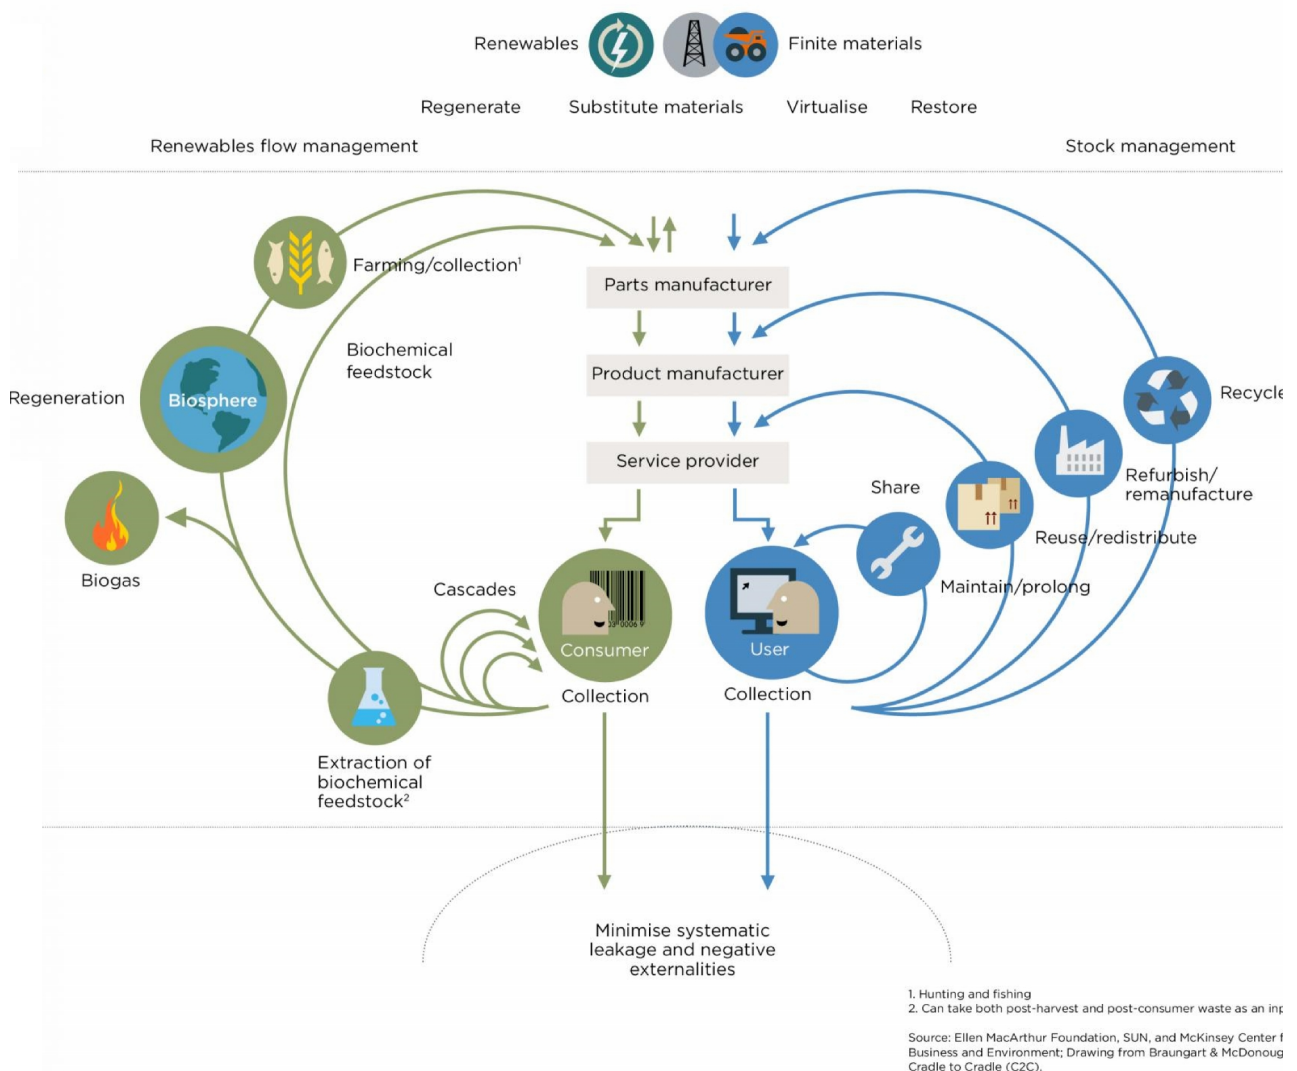 Renewables
Finite materials
Regenerate Substitute materials Virtualise Restore
Renewables flow management
Stock management
Farming/collection¹
Parts manufacturer
Biochemical
feedstock
Product manufacturer
Regeneration
Biosphere
Recycle
Service provider
Share
Refurbish/
remanufacture
Reuse/redistribute
Biogas
Cascades
Maintain/prolong
03 0006 9
Consumer
User
Collection
Collection
Extraction of
biochemical
feedstock²
Minimise systematic
leakage and negative
externalities
1. Hunting and fishing
2. Can take both post-harvest and post-consumer waste as an inp
Source: Ellen MacArthur Foundation, SUN, and McKinsey Center f
Business and Environment; Drawing from Braungart & McDonoug
Cradle to Cradle (C2C).